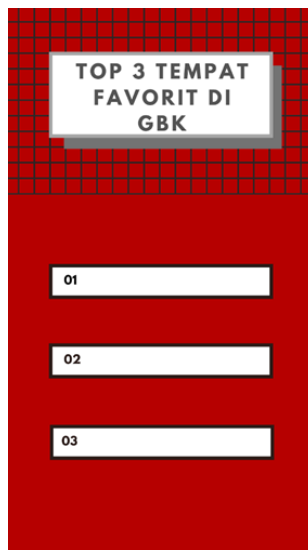 TOP 3 TEMPAT
FAVORIT DI
GBK
01
02
03